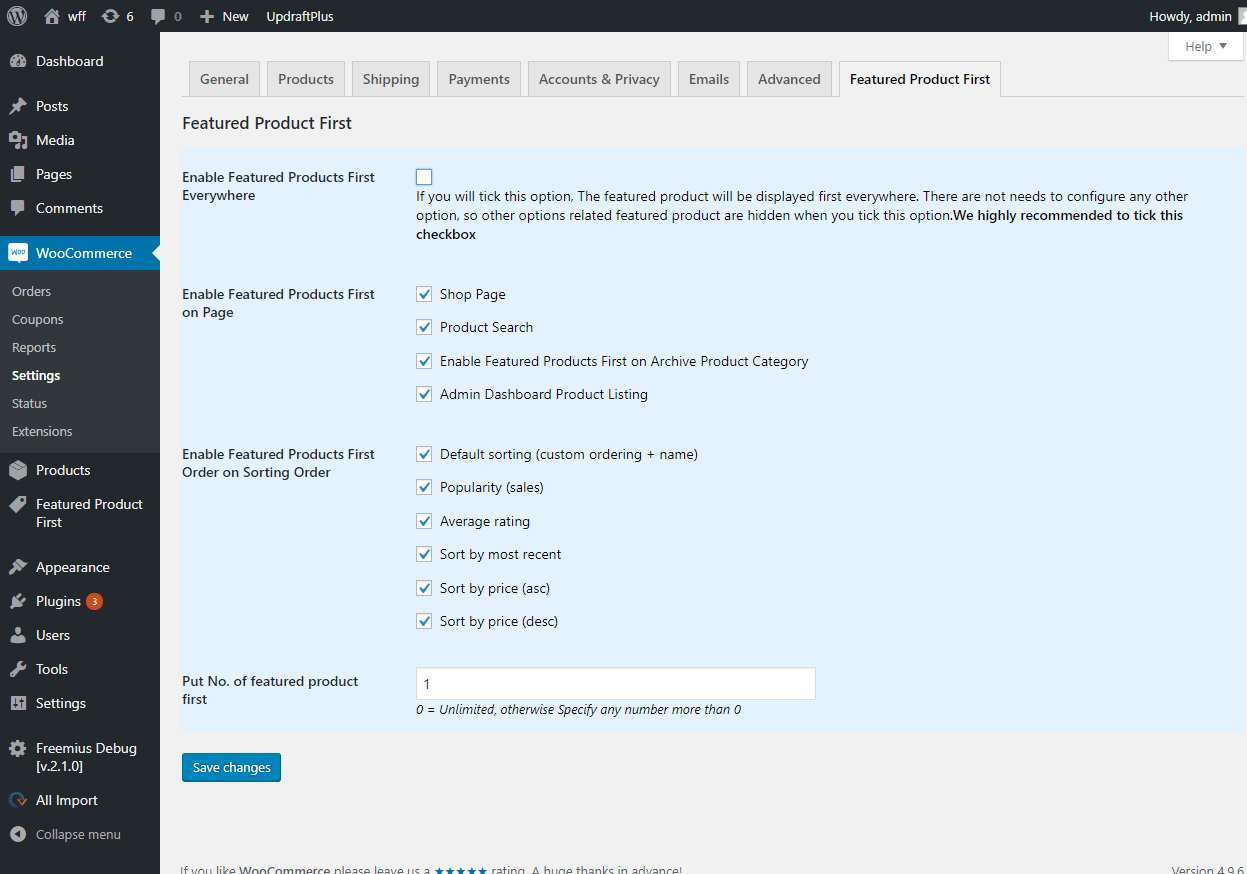 wff 6 0 New UpdraftPlus Howdy, admin
Help
Dashboard
Posts
Media
Pages
Comments
WooCommerce
Orders
Coupons
Reports
Settings
Status
Extensions
Products
Featured Product
First
Appearance
Plugins 3
Users
Tools
Settings
Freemius Debug
[v.2.1.0]
All Import
Collapse menu
General Products Shipping Payments Accounts & Privacy Emails Advanced Featured Product First
Featured Product First
Enable Featured Products First
Everywhere
If you will tick this option, The featured product will be displayed first everywhere. There are not needs to configure any other
option, so other options related featured product are hidden when you tick this option.We highly recommended to tick this
checkbox
Enable Featured Products First
on Page
Shop Page
Product Search
Enable Featured Products First on Archive Product Category
Admin Dashboard Product Listing
Enable Featured Products First
Order on Sorting Order
Default sorting (custom ordering + name)
Popularity (sales)
Average rating
Sort by most recent
Sort by price (asc)
Sort by price (desc)
Put No. of featured product
first
1
0 = Unlimited, otherwise Specify any number more than 0
Save changes
If you like WooCommerce please leave us a ★★★★★ rating. A huge thanks in advance! Version 4.9.6